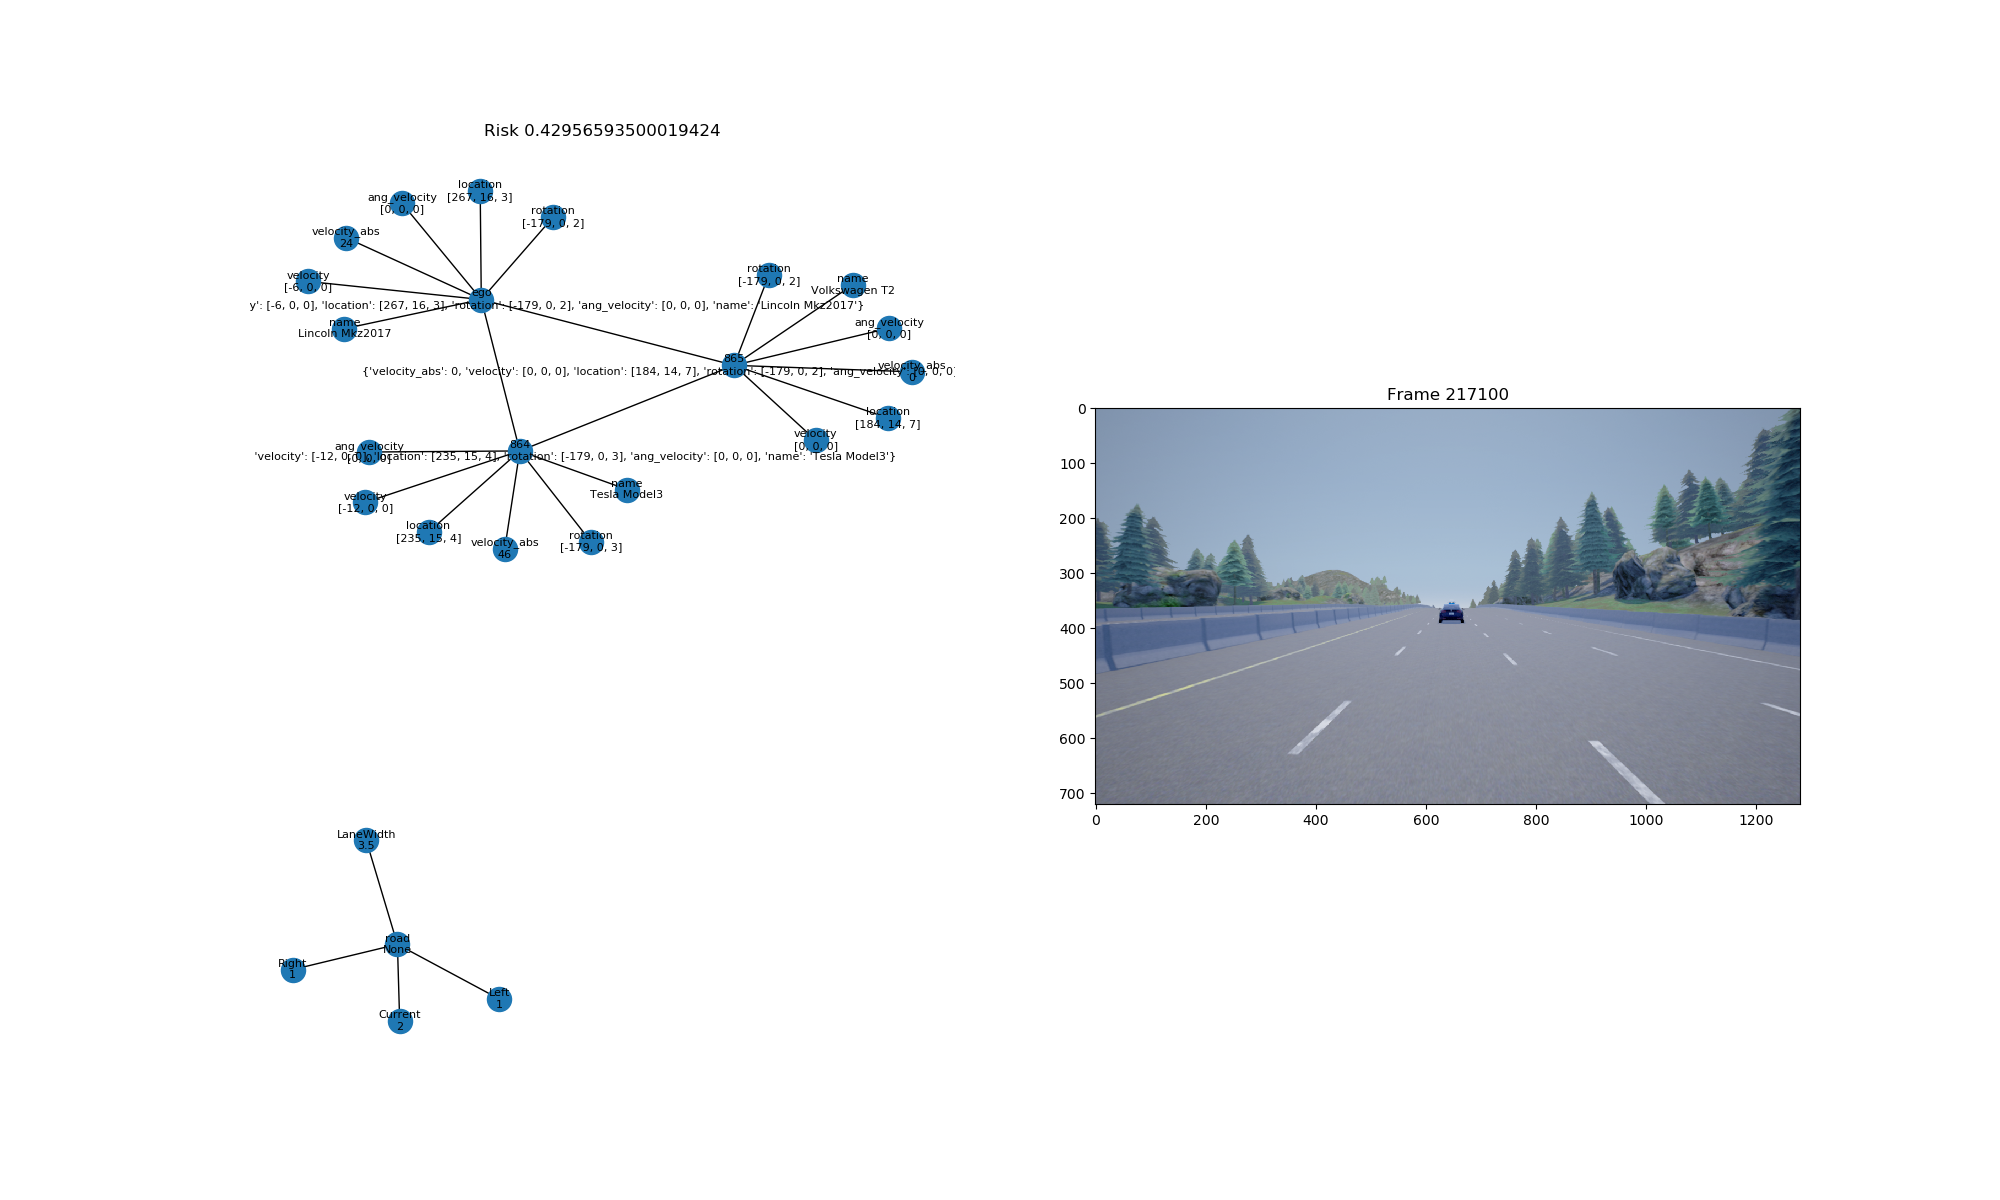 Risk 0.42956593500019424
location
[267, 16, 3]
ang_velocity
[0, 0, 0]
rotation
[-179, 0, 2]
velocity_abs
24
velocity
[-6, 0, 0]
ego
y': [-6, 0, 0], 'location': [267, 16, 3], 'rotation': [-179, 0, 2], 'ang_velocity': [0, 0, 0], 'name': 'Lincoln Mkz2017'}
name
Lincoln Mkz2017
rotation
[-179, 0, 2]
name
Volkswagen T2
ang_velocity
[0, 0, 0]
865
{'velocity_abs': 0, 'velocity': [0, 0, 0], 'location': [184, 14, 7], 'rotation': [-179, 0, 2], 'ang_velocity': [0, 0, 0]
velocity_abs
0
location
[184, 14, 7]
velocity
[0, 0, 0]
864
'velocity': [-12, 0, 0], 'location': [235, 15, 4], 'rotation': [-179, 0, 3], 'ang_velocity': [0, 0, 0], 'name': 'Tesla Model3'}
ang_velocity
[0, 0, 0]
velocity
[-12, 0, 0]
name
Tesla Model3
location
[235, 15, 4]
velocity_abs
46
rotation
[-179, 0, 3]
LaneWidth
3.5
road
None
Right
1
Left
1
Current
2
Frame 217100
0
100
200
300
400
500
600
700
0
200
400
600
800
1000
1200